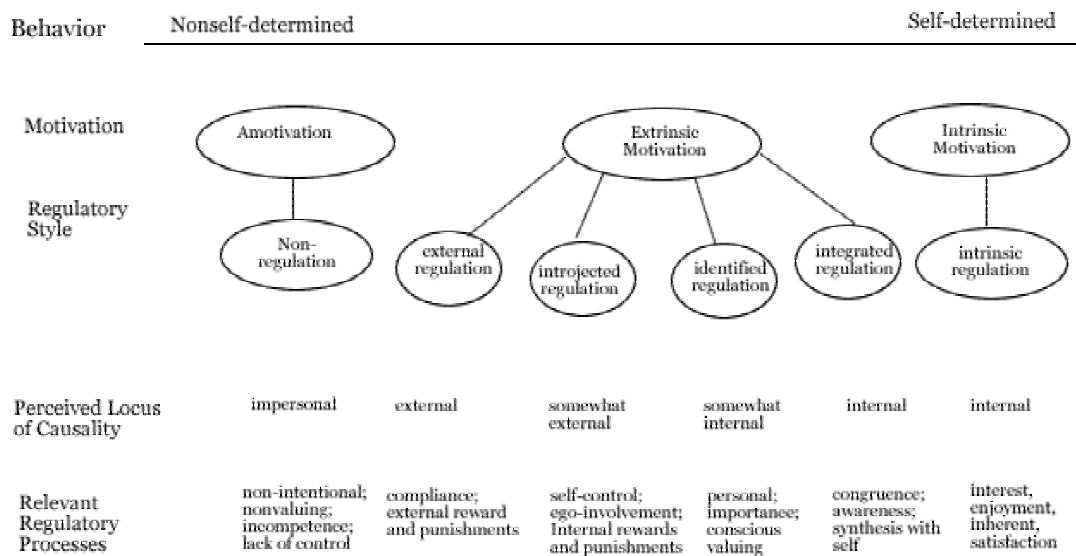 Behavior
Nonself-determined
Self-determined
Motivation
Amotivation
Extrinsic
Motivation
Intrinsic
Motivation
Regulatory
Style
Non-
regulation
external
regulation
introjected
regulation
identified
regulation
integrated
regulation
intrinsic
regulation
Perceived Locus
of Causality
impersonal
external
somewhat
external
somewhat
internal
internal
internal
Relevant
Regulatory
Processes
non-intentional;
nonvaluing;
incompetence;
lack of control
compliance;
external reward
and punishments
self-control;
ego-involvement;
Internal rewards
and punishments
personal;
importance;
conscious
valuing
congruence;
awareness;
synthesis with
self
interest,
enjoyment,
inherent,
satisfaction